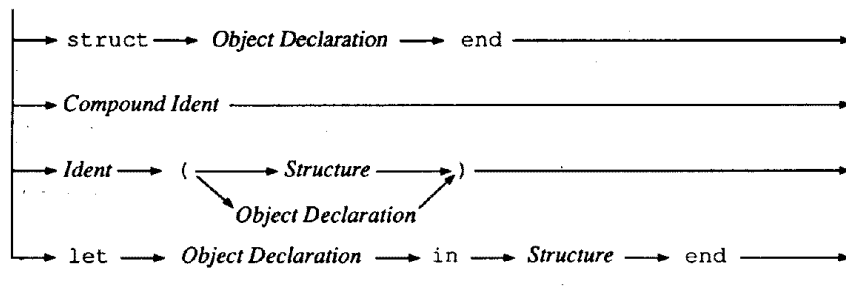 struct Object Declaration end
Compound Ident
Ident ( Structure )
Object Declaration
let Object Declaration in Structure end